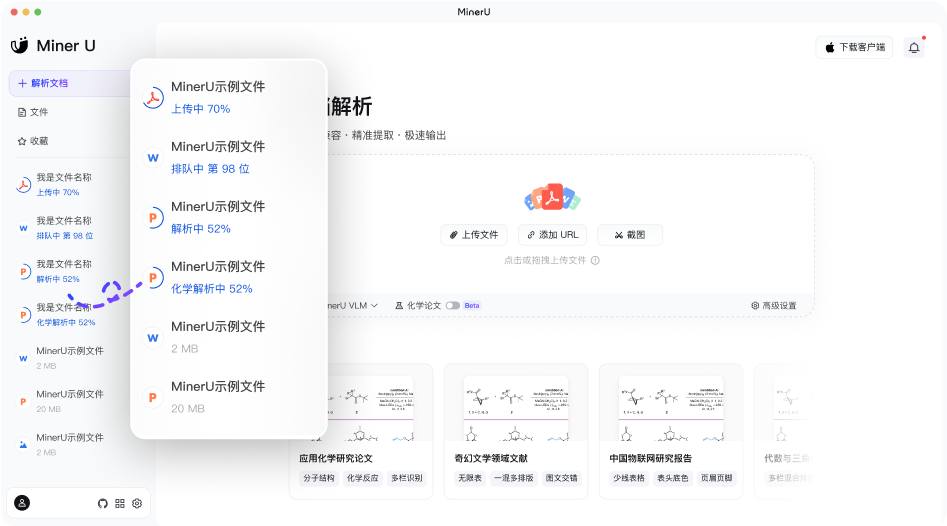 MinerU
Miner U
解析文档
文件
收藏
我是文件名称
上传中 70%
我是文件名称
排队中 第 98 位
我是文件名称
解析中 52%
我是文件名称
化学解析中 52%
MinerU示例文件
2 MB
MinerU示例文件
20 MB
MinerU示例文件
2 MB
MinerU示例文件
上传中 70%
MinerU示例文件
排队中 第 98 位
MinerU示例文件
解析中 52%
MinerU示例文件
化学解析中 52%
MinerU示例文件
2 MB
MinerU示例文件
20 MB
下载客户端
解析
兼容 · 精准提取 · 极速输出
上传文件
添加 URL
截图
点击或拖拽上传文件
nerU VLM
化学论文
Beta
高级设置
应用化学研究论文
分子结构
化学反应
多栏识别
奇幻文学领域文献
无限表
一混多排版
图文交错
中国物联网研究报告
少线表格
表头底色
页眉页脚
代数与三角
多栏混合排